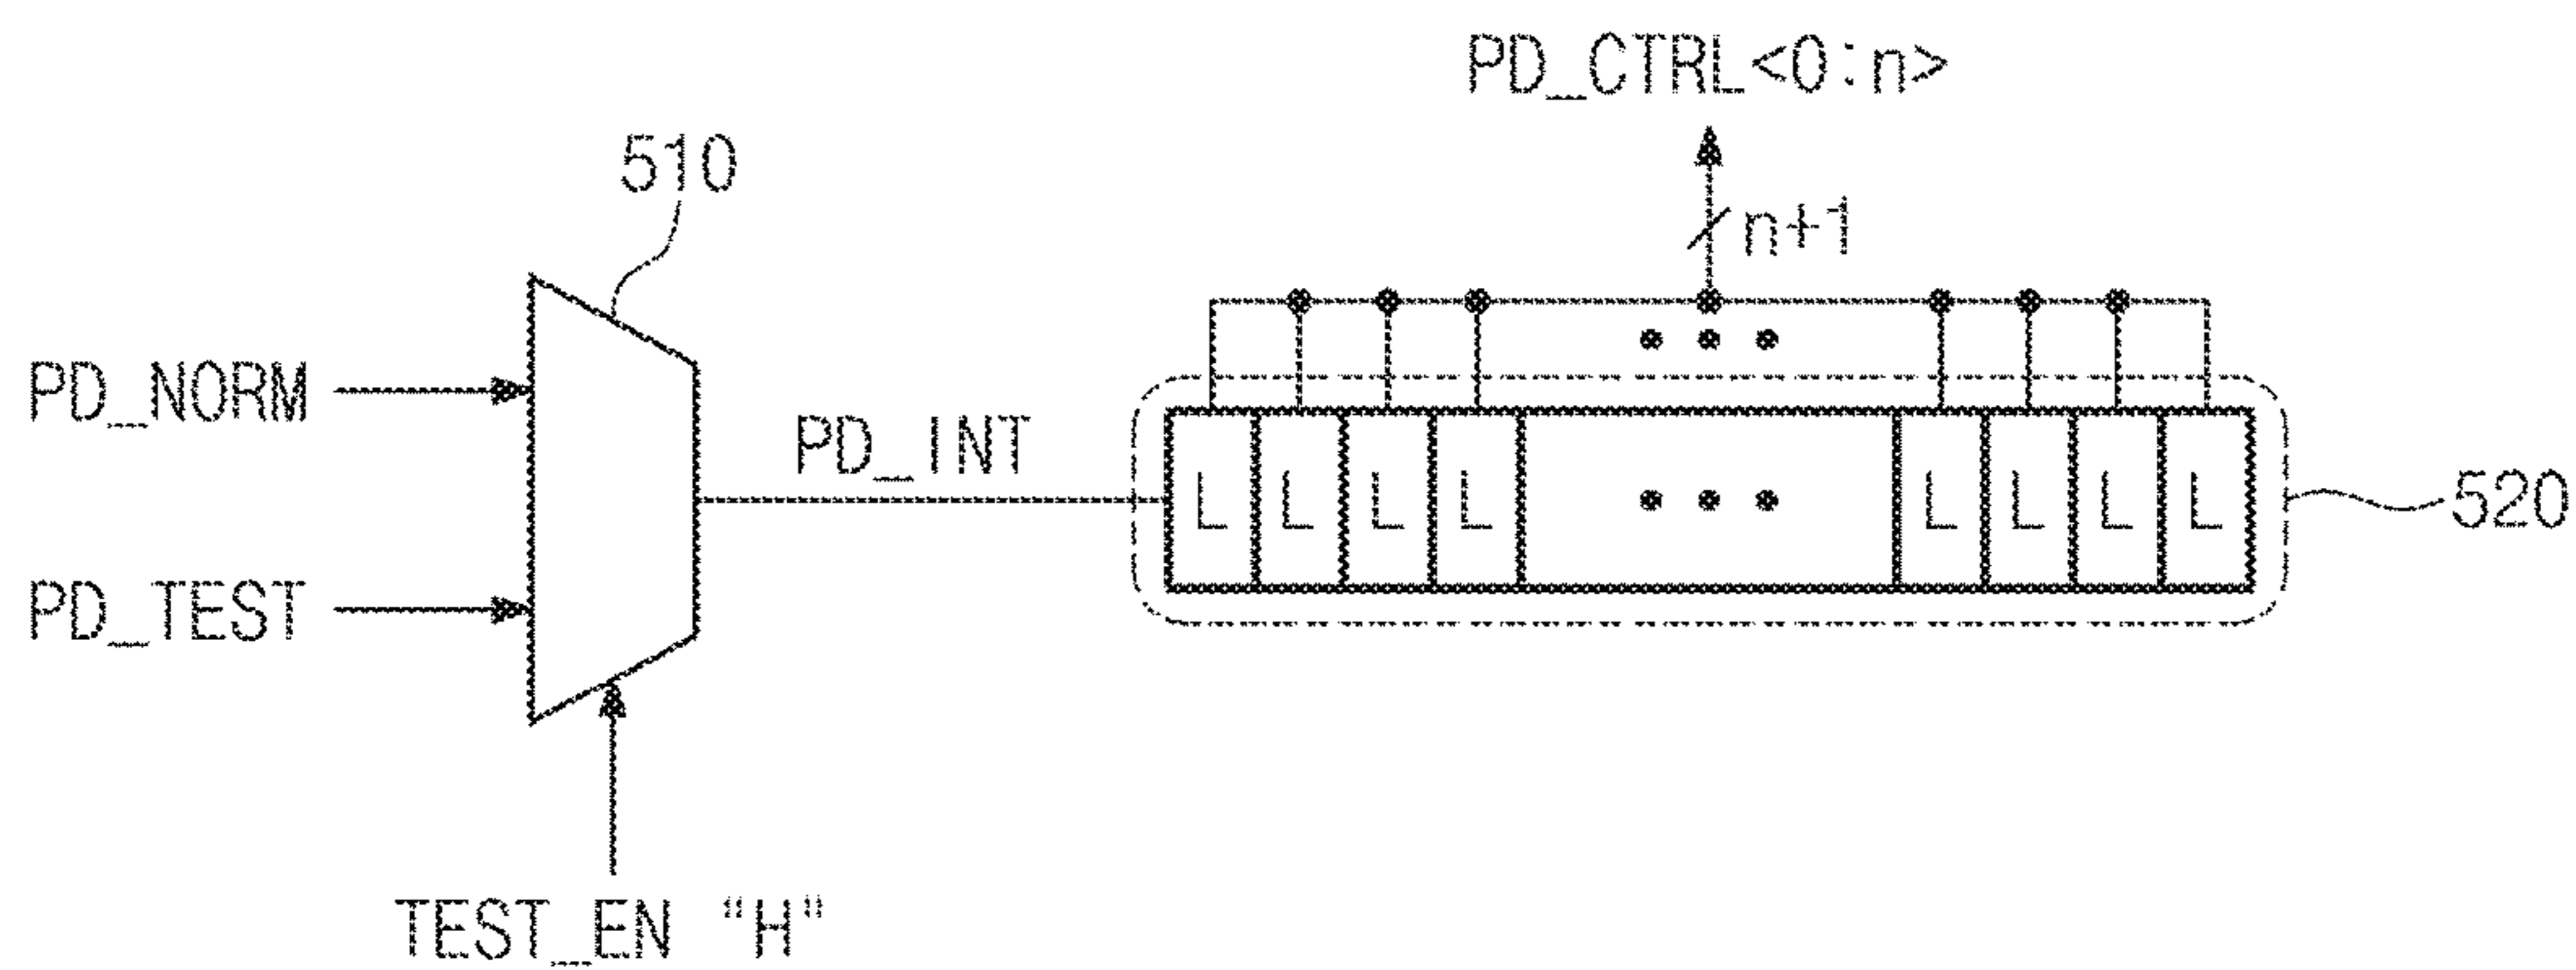 PD_CTRL<0:n>
510
n+1
PD_NORM
PD_INT
L L L L L L L L
520
PD_TEST
TEST_EN "H"